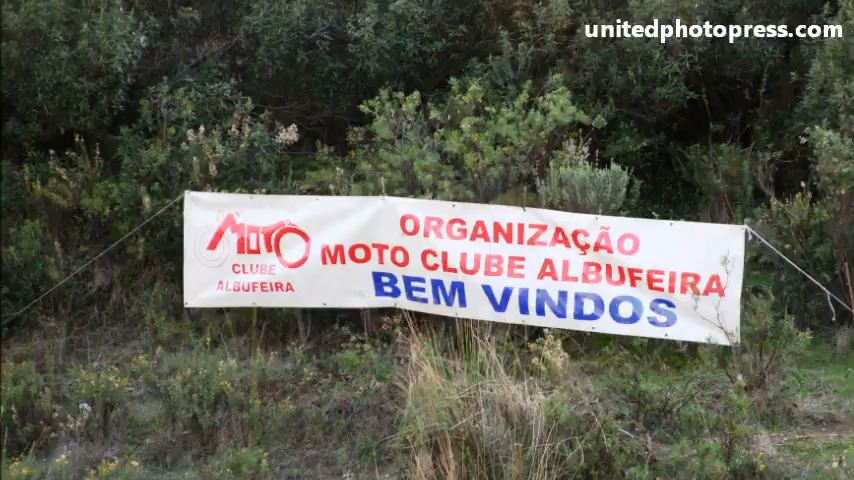 unitedphotopress.com
MOTO
CLUBE
ALBUFEIRA
ORGANIZAÇÃO
MOTO CLUBE ALBUFEIRA
BEM VINDOS